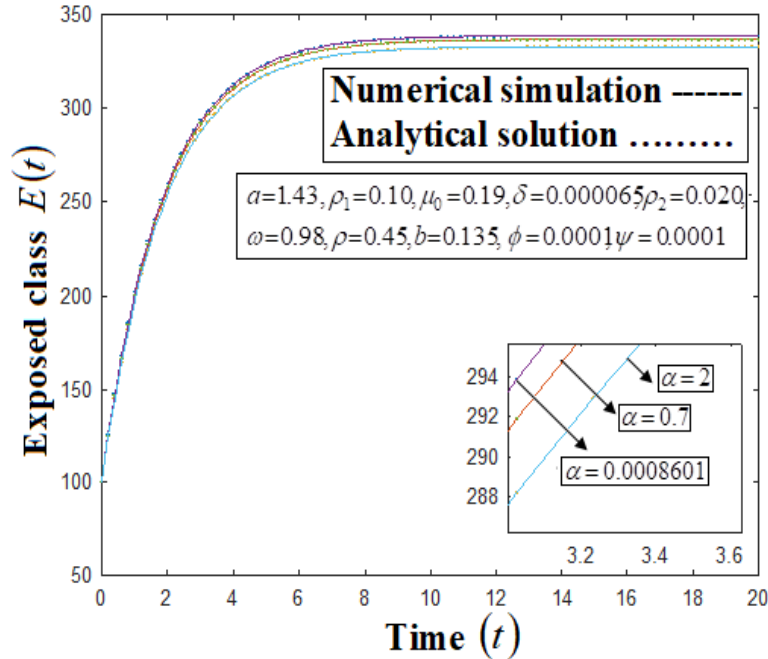 350
300
250
200
150
100
50
Exposed class E(t)
Numerical simulation ------
Analytical solution .........
a=1.43, ρ₁=0.10, μ₀=0.19, δ=0.000065, ρ₂=0.020,
ω=0.98, ρ=0.45, b=0.135, ϕ=0.0001, ψ=0.0001
294
292
290
288
α=2
α=0.7
α=0.0008601
3.2 3.4 3.6
0 2 4 6 8 10 12 14 16 18 20
Time (t)